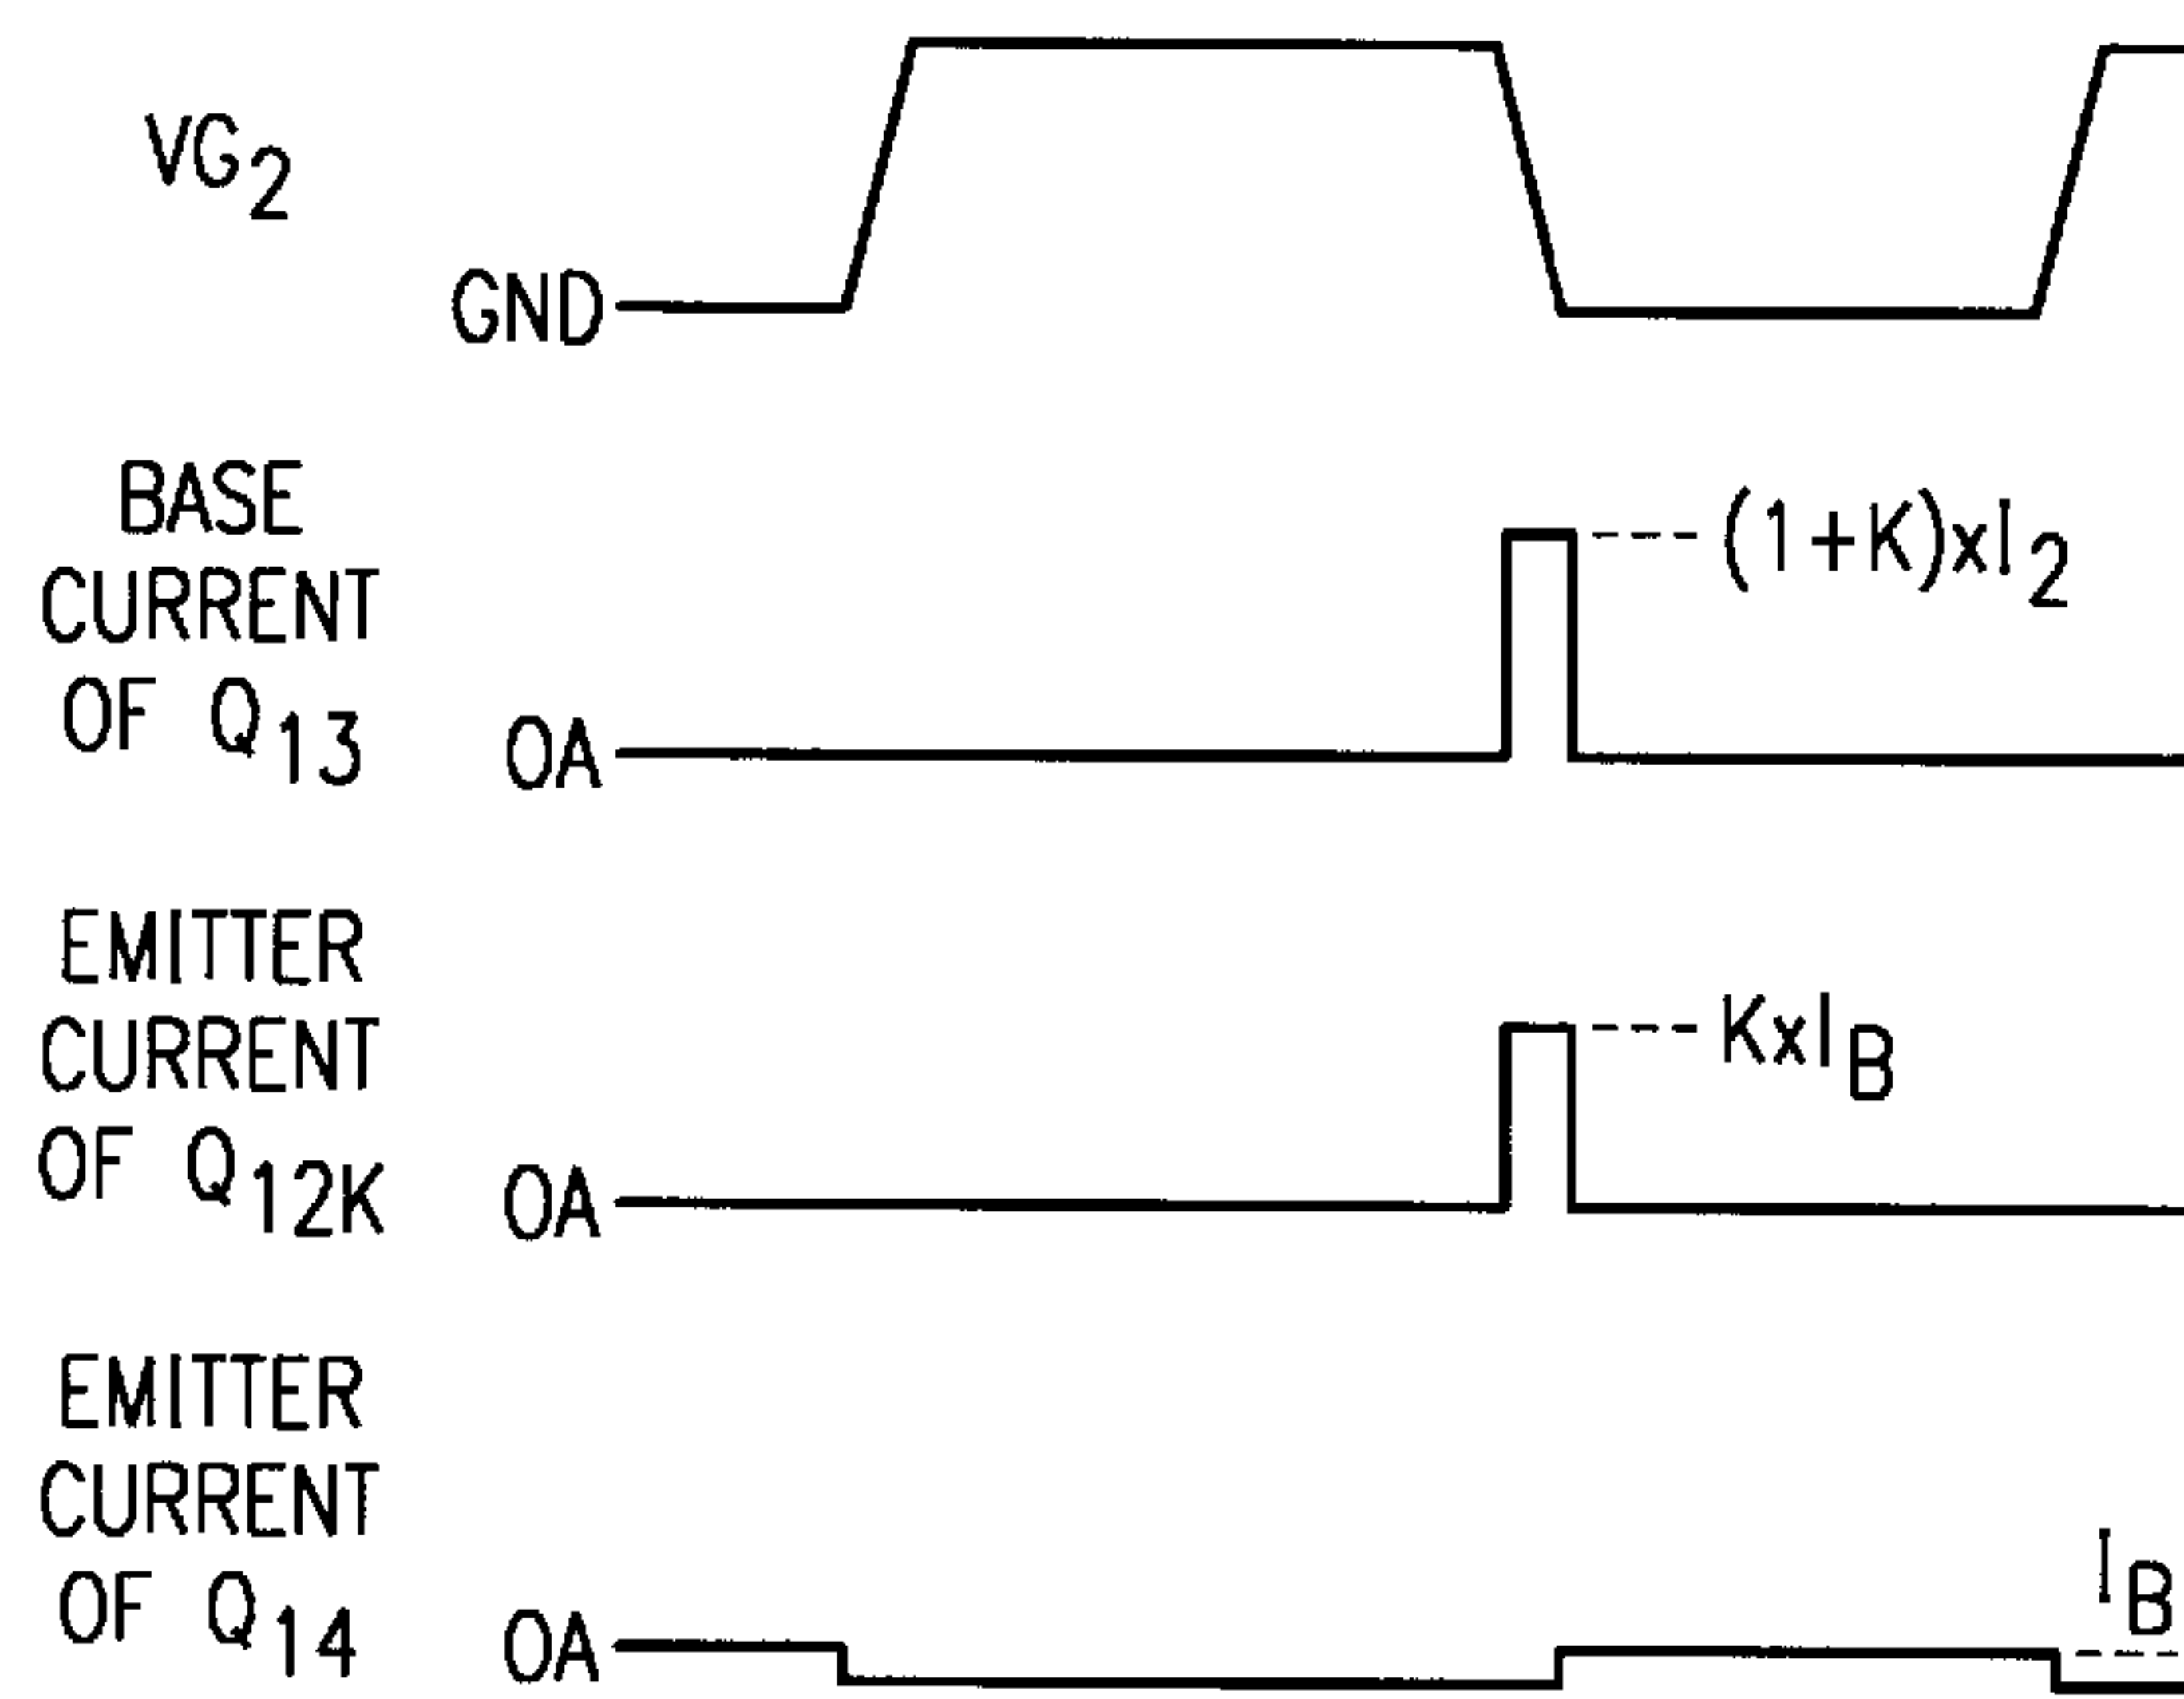 VG2
GND
BASE
CURRENT
OF Q13
OA
(1+K)xI2
EMITTER
CURRENT
OF Q12K
OA
KxIB
EMITTER
CURRENT
OF Q14
OA
IB